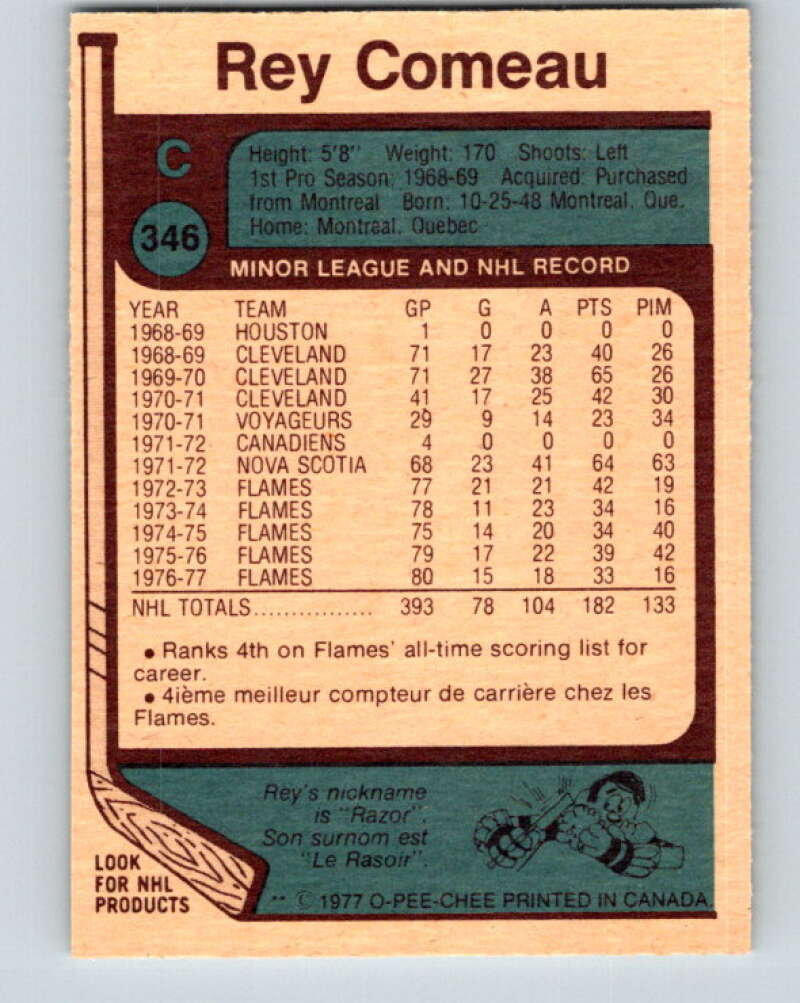 Rey Comeau
C
346
Height: 5'8'' Weight: 170 Shoots: Left
1st Pro Season: 1968-69 Acquired: Purchased
from Montreal Born: 10-25-48 Montreal, Que.
Home: Montreal, Quebec
MINOR LEAGUE AND NHL RECORD
YEAR TEAM GP G A PTS PIM
1968-69 HOUSTON 1 0 0 0 0
1968-69 CLEVELAND 71 17 23 40 26
1969-70 CLEVELAND 71 27 38 65 26
1970-71 CLEVELAND 41 17 25 42 30
1970-71 VOYAGEURS 29 9 14 23 34
1971-72 CANADIENS 4 0 0 0 0
1971-72 NOVA SCOTIA 68 23 41 64 63
1972-73 FLAMES 77 21 21 42 19
1973-74 FLAMES 78 11 23 34 16
1974-75 FLAMES 75 14 20 34 40
1975-76 FLAMES 79 17 22 39 42
1976-77 FLAMES 80 15 18 33 16
NHL TOTALS................ 393 78 104 182 133
• Ranks 4th on Flames' all-time scoring list for
career.
• 4ième meilleur compteur de carrière chez les
Flames.
Rey's nickname
is "Razor".
Son surnom est
"Le Rasoir".
LOOK
FOR NHL
PRODUCTS
** © 1977 O-PEE-CHEE PRINTED IN CANADA.